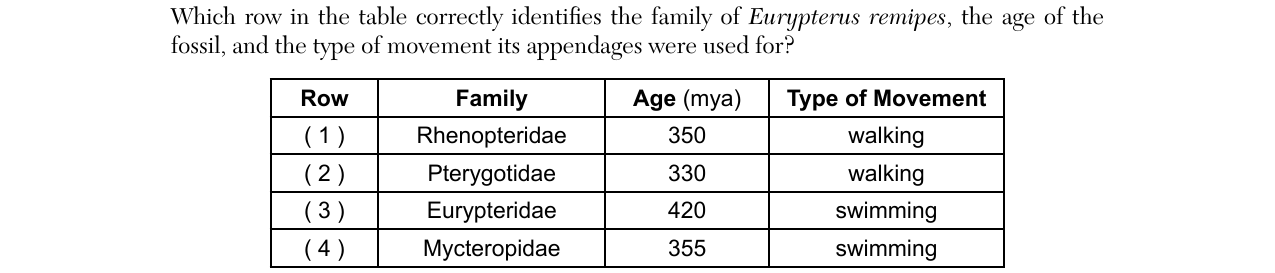 Which row in the table correctly identifies the family of Eurypterus remipes, the age of the
fossil, and the type of movement its appendages were used for?
Row Family Age (mya) Type of Movement
( 1 ) Rhenopteridae 350 walking
( 2 ) Pterygotidae 330 walking
( 3 ) Eurypteridae 420 swimming
( 4 ) Mycteropidae 355 swimming